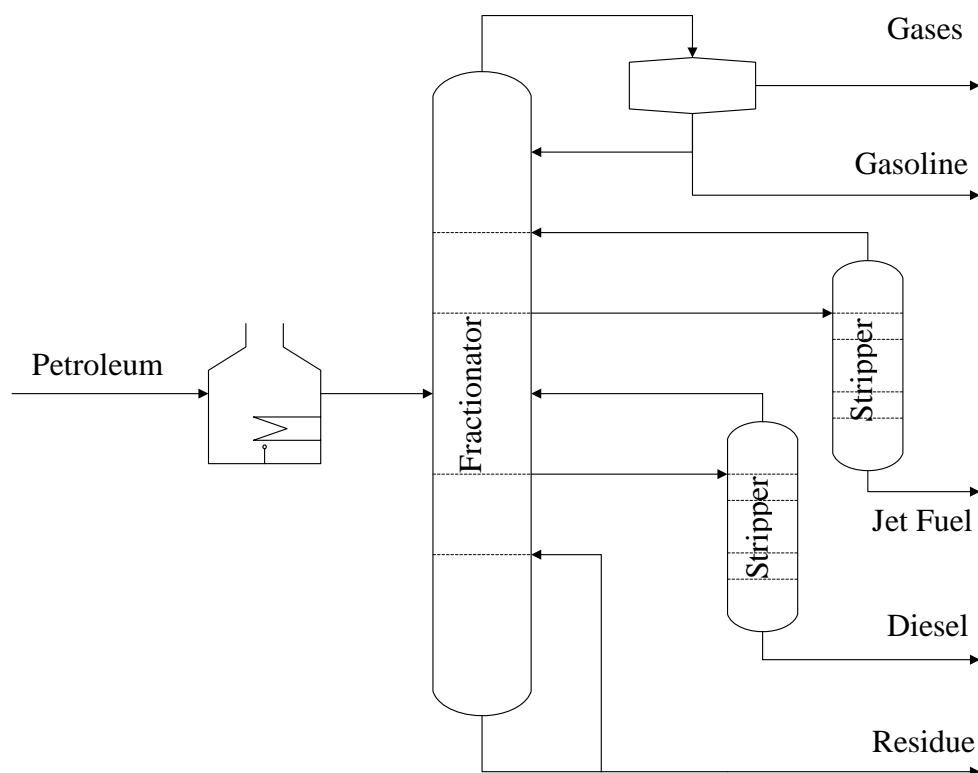 Gases
Gasoline
Petroleum
Fractionator
Stripper
Stripper
Jet Fuel
Diesel
Residue